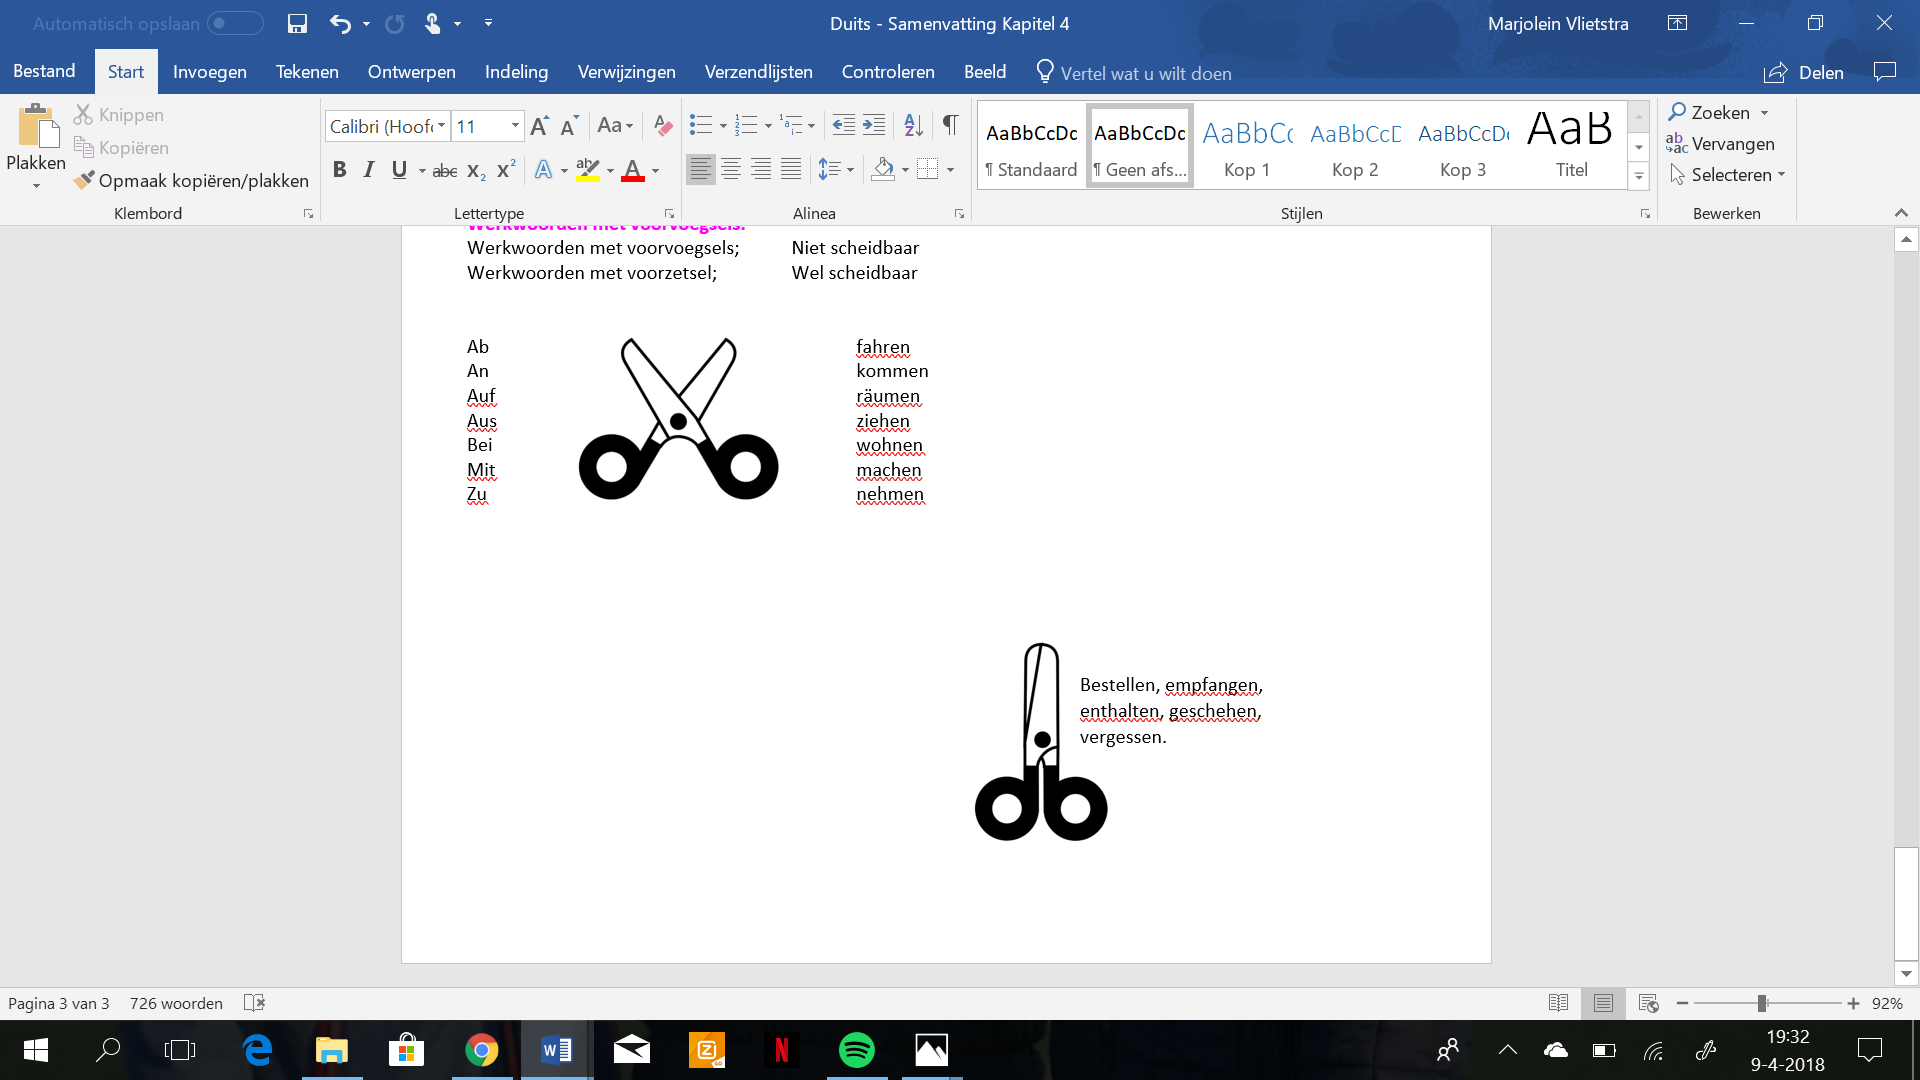 Automatisch opslaan
Duits - Samenvatting Kapitel 4
Marjolein Vlietstra
Bestand Start Invoegen Tekenen Ontwerpen Indeling Verwijzingen Verzendlijsten Controleren Beeld Vertel wat u wilt doen Delen
Plakken
Knippen
Kopiëren
Opmaak kopiëren/plakken
Klembord
Calibri (Hoofd 11
Lettertype
Alinea
AaBbCcDc AaBbCcDc AaBbCc AaBbCcD AaBbCcDd AaB
¶ Standaard ¶ Geen afs... Kop 1 Kop 2 Kop 3 Titel
Stijlen
Zoeken
Vervangen
Selecteren
Bewerken
Werkwoorden met voorvoegsels:
Werkwoorden met voorvoegsels; Niet scheidbaar
Werkwoorden met voorzetsel; Wel scheidbaar
Ab fahren
An kommen
Auf räumen
Aus ziehen
Bei wohnen
Mit machen
Zu nehmen
Bestellen, empfangen,
enthalten, geschehen,
vergessen.
Pagina 3 van 3 726 woorden 92%
19:32
9-4-2018